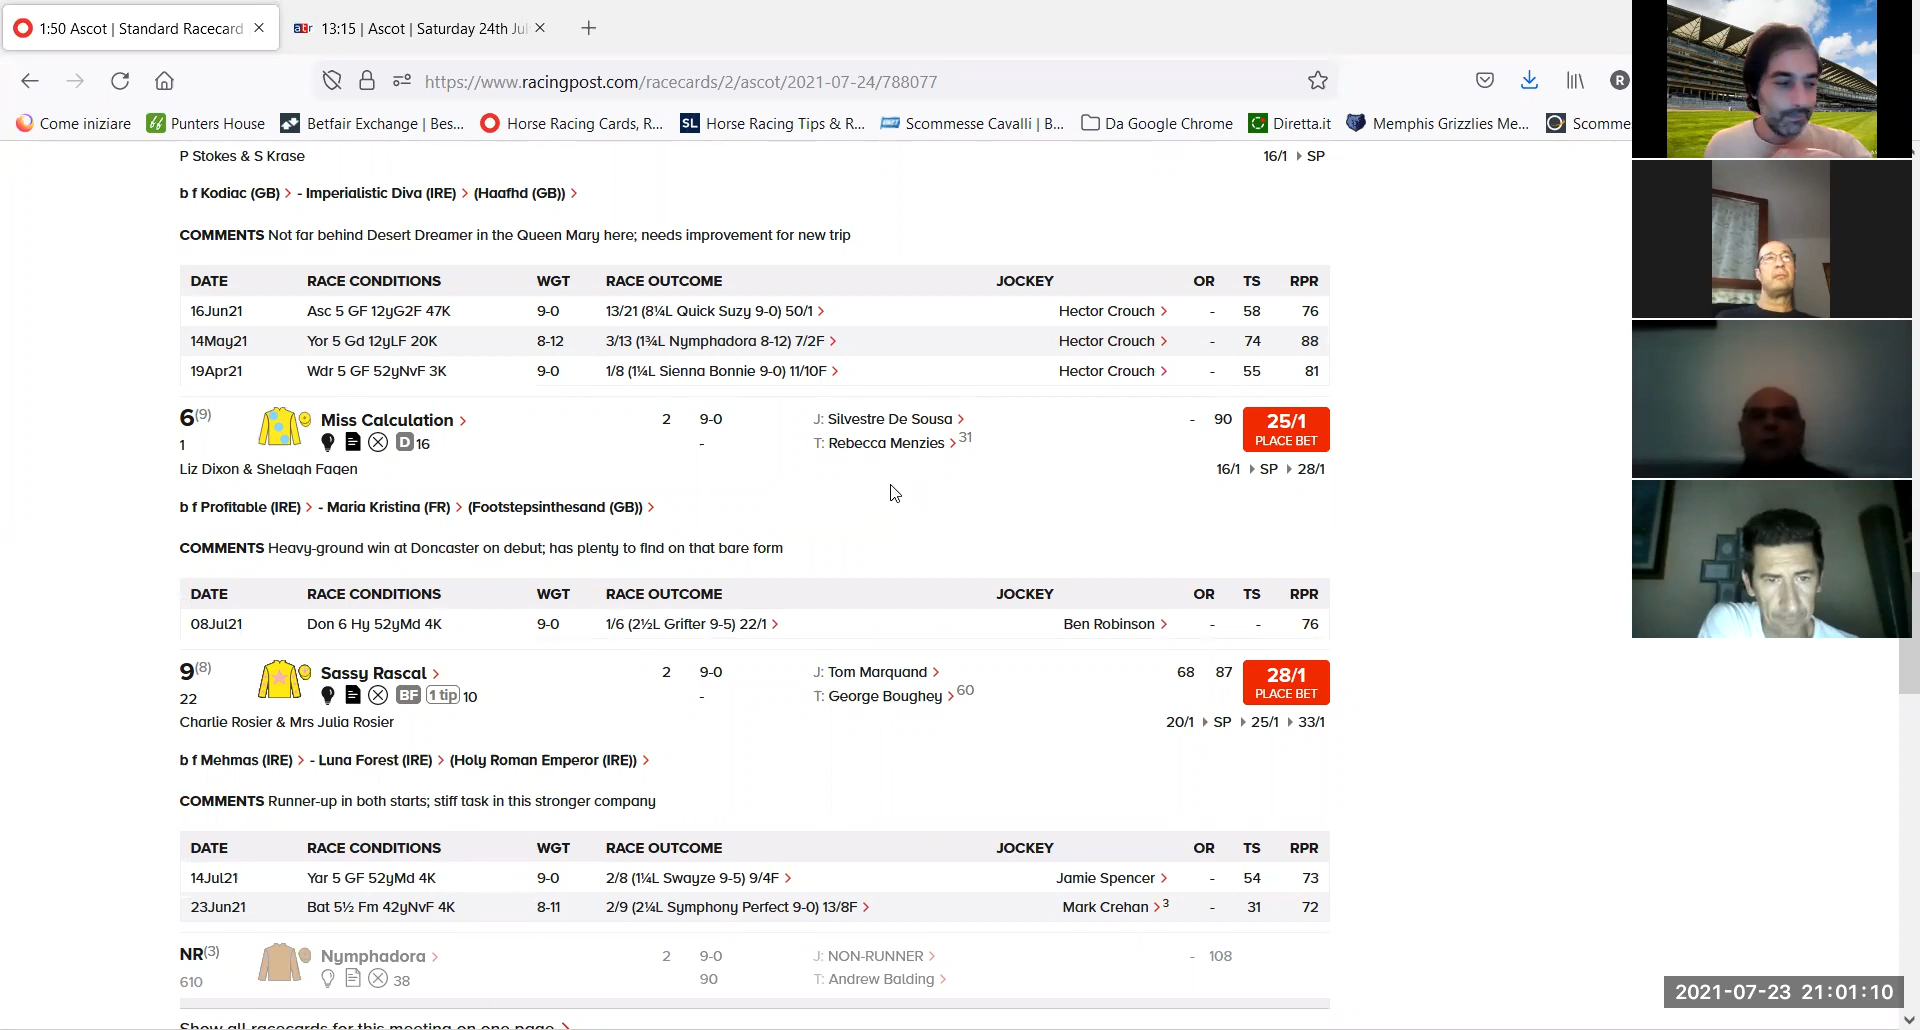 1:50 Ascot | Standard Racecard
13:15 | Ascot | Saturday 24th Ju
https://www.racingpost.com/racecards/2/ascot/2021-07-24/788077
R
Come iniziare Punters House Betfair Exchange | Bes... Horse Racing Cards, R... SL Horse Racing Tips & R... Scommesse Cavalli | B... Da Google Chrome Diretta.it Memphis Grizzlies Me... Scomme
P Stokes & S Krase 16/1 SP
b f Kodiac (GB) - Imperialistic Diva (IRE) (Haafhd (GB))
COMMENTS Not far behind Desert Dreamer in the Queen Mary here; needs improvement for new trip
DATE RACE CONDITIONS WGT RACE OUTCOME JOCKEY OR TS RPR
16Jun21 Asc 5 GF 12yG2F 47K 9-0 13/21 (8¼L Quick Suzy 9-0) 50/1 Hector Crouch - 58 76
14May21 Yor 5 Gd 12yLF 20K 8-12 3/13 (1¾L Nymphadora 8-12) 7/2F Hector Crouch - 74 88
19Apr21 Wdr 5 GF 52yNvF 3K 9-0 1/8 (1¼L Sienna Bonnie 9-0) 11/10F Hector Crouch - 55 81
6(9) Miss Calculation 2 9-0 J: Silvestre De Sousa - 90 25/1
1 D 16 - T: Rebecca Menzies 31 PLACE BET
Liz Dixon & Shelagh Fagen 16/1 SP 28/1
b f Profitable (IRE) - Maria Kristina (FR) (Footstepsinthesand (GB))
COMMENTS Heavy-ground win at Doncaster on debut; has plenty to find on that bare form
DATE RACE CONDITIONS WGT RACE OUTCOME JOCKEY OR TS RPR
08Jul21 Don 6 Hy 52yMd 4K 9-0 1/6 (2½L Grifter 9-5) 22/1 Ben Robinson - - 76
9(8) Sassy Rascal 2 9-0 J: Tom Marquand 68 87 28/1
22 BF 1 tip 10 - T: George Boughey 60 PLACE BET
Charlie Rosier & Mrs Julia Rosier 20/1 SP 25/1 33/1
b f Mehmas (IRE) - Luna Forest (IRE) (Holy Roman Emperor (IRE))
COMMENTS Runner-up in both starts; stiff task in this stronger company
DATE RACE CONDITIONS WGT RACE OUTCOME JOCKEY OR TS RPR
14Jul21 Yar 5 GF 52yMd 4K 9-0 2/8 (1¼L Swayze 9-5) 9/4F Jamie Spencer - 54 73
23Jun21 Bat 5½ Fm 42yNvF 4K 8-11 2/9 (2¼L Symphony Perfect 9-0) 13/8F Mark Crehan 3 - 31 72
NR(3) Nymphadora 2 9-0 J: NON-RUNNER - 108
610 38 90 T: Andrew Balding
Show all racecards for this meeting on one page
2021-07-23 21:01:10